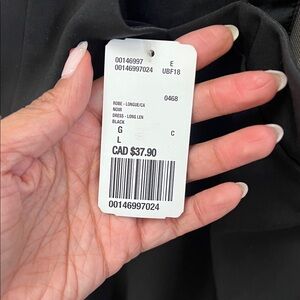 00146997 E
00146997024 UBF18
0468
ROBE - LONGUE/CA
NOIR
DRESS - LONG LEN
BLACK
G C
L
CAD $37.90
00146997024